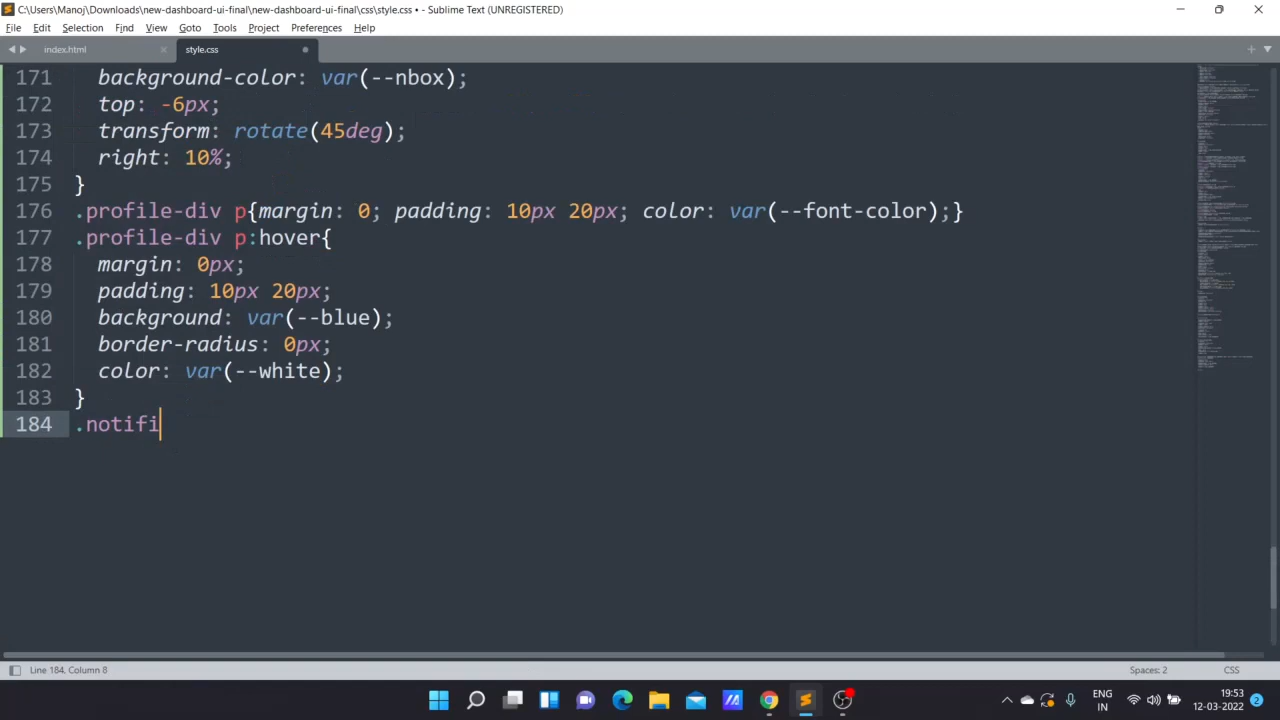 C:\Users\Manoj\Downloads\new-dashboard-ui-final\new-dashboard-ui-final\css\style.css • - Sublime Text (UNREGISTERED)
File Edit Selection Find View Goto Tools Project Preferences Help
index.html style.css
171 background-color: var(--nbox);
172 top: -6px;
173 transform: rotate(45deg);
174 right: 10%;
175 }
176 .profile-div p{margin: 0; padding: 10px 20px; color: var(--font-color);}
177 .profile-div p:hover{
178 margin: 0px;
179 padding: 10px 20px;
180 background: var(--blue);
181 border-radius: 0px;
182 color: var(--white);
183 }
184 .notifi
Line 184, Column 8 Spaces: 2 CSS
ENG 19:53
IN 12-03-2022 2